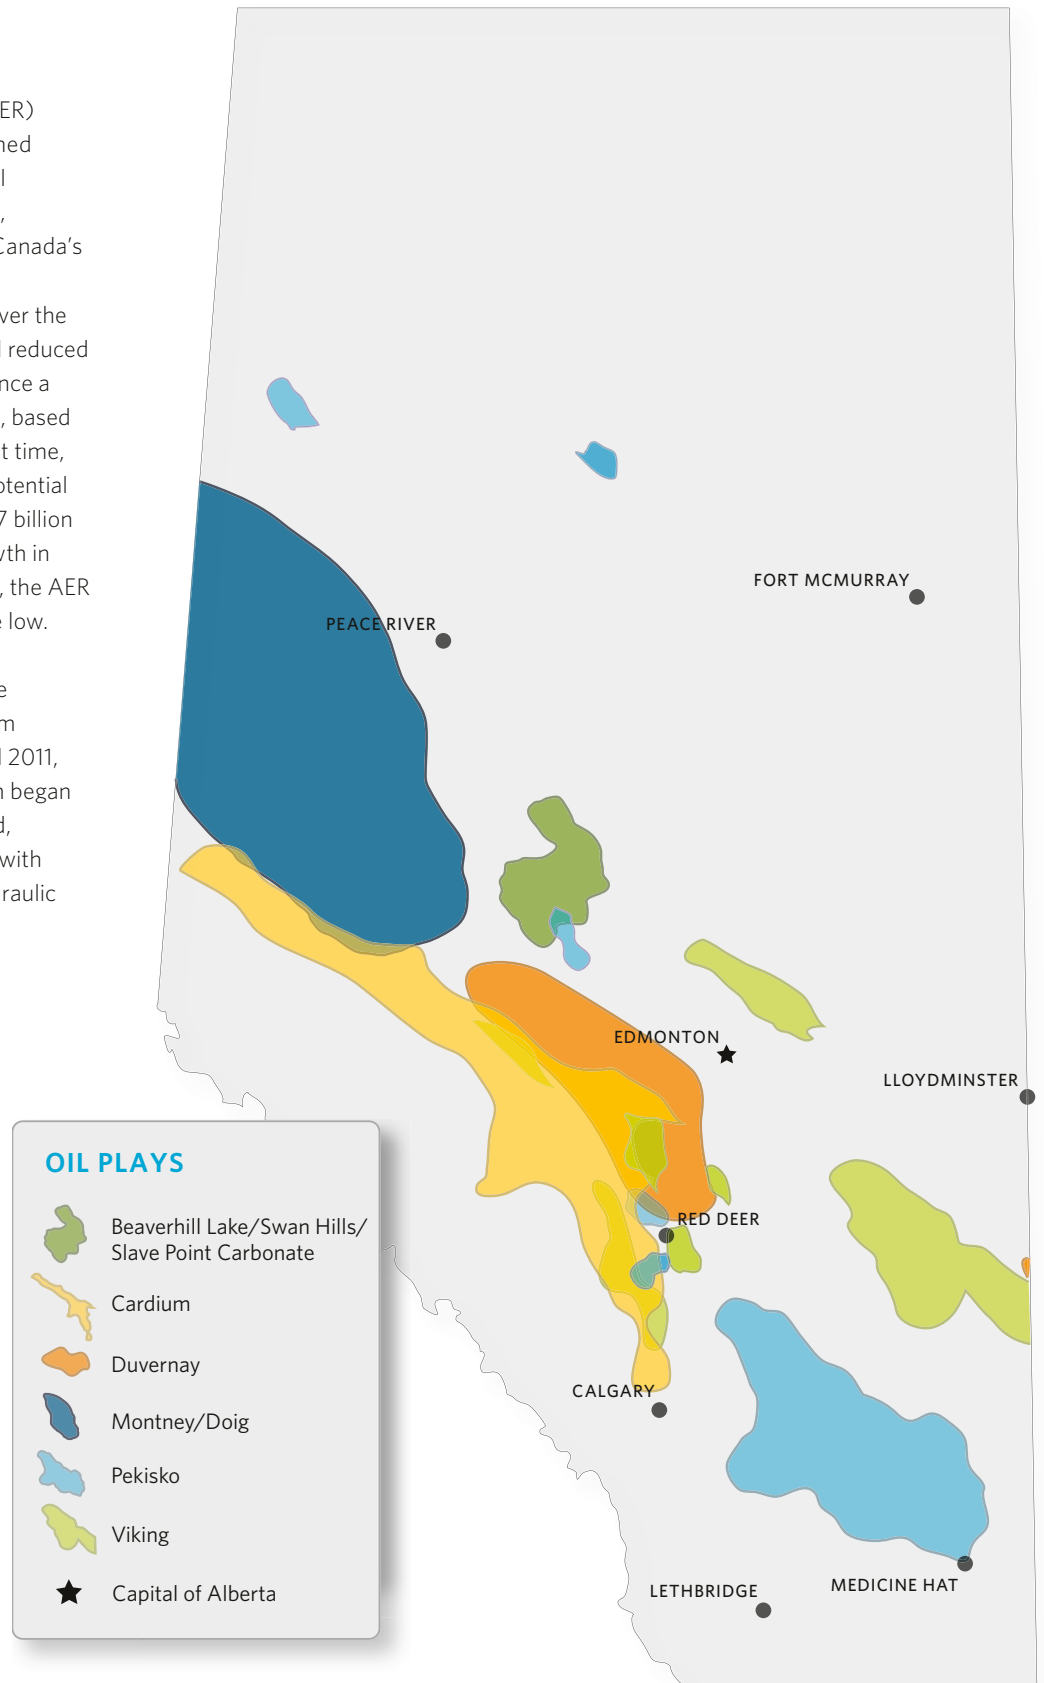 ER)
ned
l
,
Canada's
ver the
l reduced
nce a
, based
t time,
otential
7 billion
vth in
, the AER
e low.
e
m
l 2011,
n began
d,
with
raulic
FORT MCMURRAY
PEACE RIVER
EDMONTON
LLOYDMINSTER
RED DEER
CALGARY
MEDICINE HAT
LETHBRIDGE
OIL PLAYS
Beaverhill Lake/Swan Hills/
Slave Point Carbonate
Cardium
Duvernay
Montney/Doig
Pekisko
Viking
Capital of Alberta